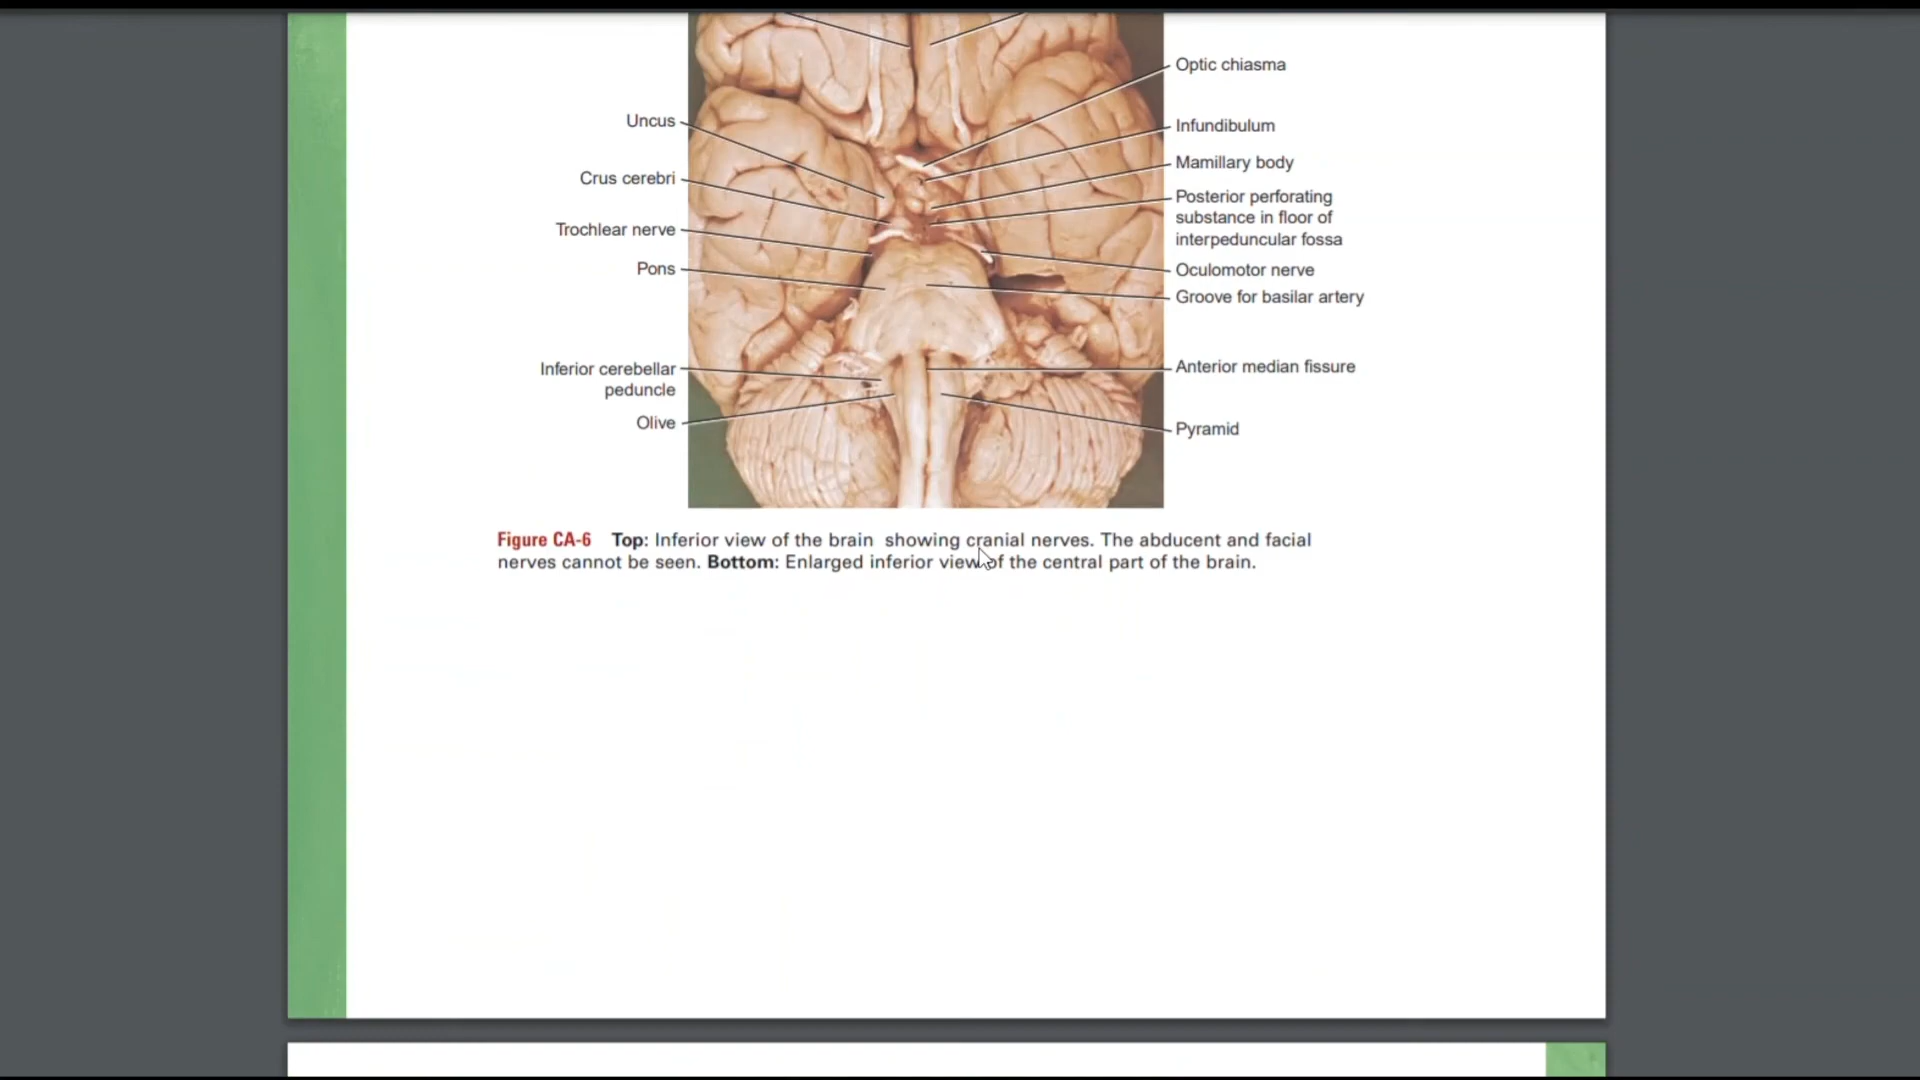 Optic chiasma
Uncus
Infundibulum
Mamillary body
Crus cerebri
Posterior perforating
substance in floor of
interpeduncular fossa
Trochlear nerve
Pons
Oculomotor nerve
Groove for basilar artery
Inferior cerebellar
peduncle
Anterior median fissure
Olive
Pyramid
Figure CA-6 Top: Inferior view of the brain showing cranial nerves. The abducent and facial
nerves cannot be seen. Bottom: Enlarged inferior view of the central part of the brain.